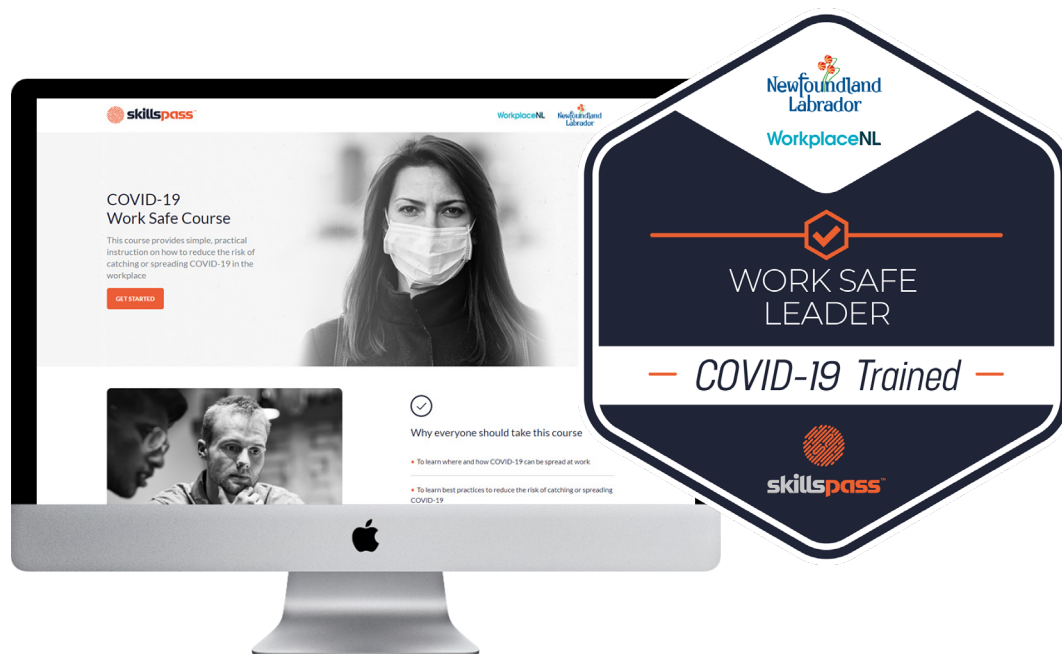 skillspass™
WorkplaceNL
Newfoundland
Labrador
COVID-19
Work Safe Course
This course provides simple, practical
instruction on how to reduce the risk of
catching or spreading COVID-19 in the
workplace
GET STARTED
Why everyone should take this course
• To learn where and how COVID-19 can be spread at work
• To learn best practices to reduce the risk of catching or spreading
COVID-19
Newfoundland
Labrador
WorkplaceNL
WORK SAFE
LEADER
COVID-19 Trained
skillspass™